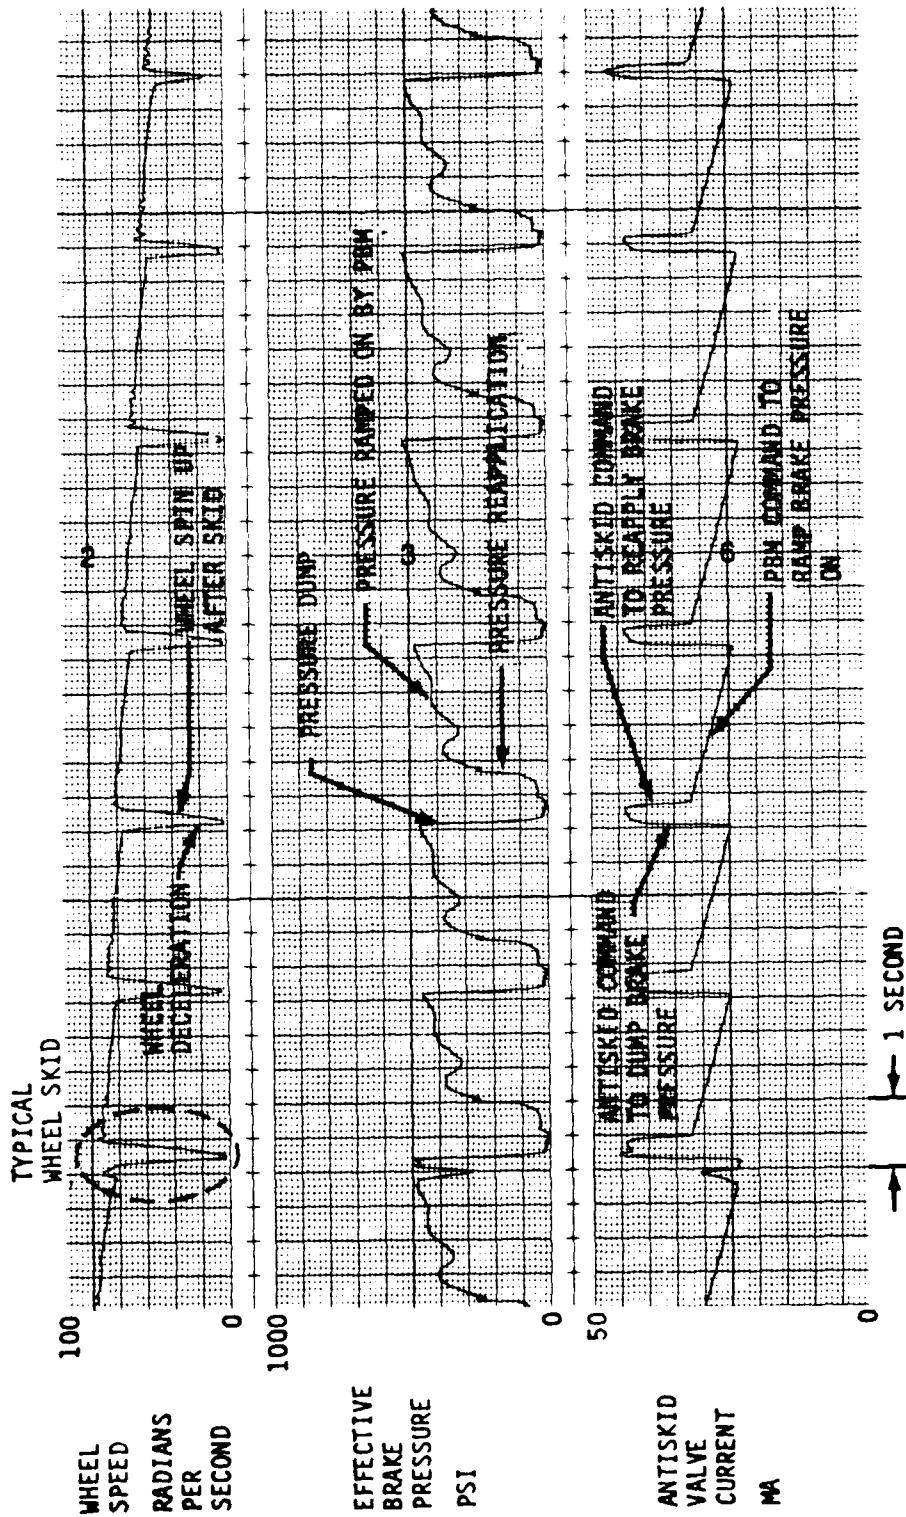 TYPICAL
WHEEL SKID
WHEEL
SPEED
RADIANS
PER
SECOND
100
0
WHEEL
DECELERATION
WHEEL SPIN UP
AFTER SKID
2
EFFECTIVE
BRAKE
PRESSURE
PSI
1000
0
PRESSURE DUMP
PRESSURE RAMPED ON BY PBM
PRESSURE REAPPLICATION
ANTISKID
VALVE
CURRENT
MA
50
0
ANTISKID COMMAND
TO DUMP BRAKE
PRESSURE
ANTISKID COMMAND
TO REAPPLY BRAKE
PRESSURE
PBM COMMAND TO
RAMP BRAKE PRESSURE
ON
1 SECOND